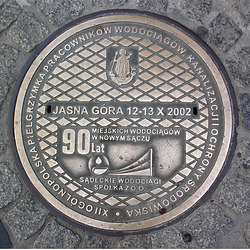 XII OGÓLNOPOLSKA PIELGRZYMKA PRACOWNIKÓW WODOCIĄGÓW KANALIZACJI I OCHRONY ŚRODOWISKA
JASNA GÓRA 12-13 X 2002
90 Lat
MIEJSKICH WODOCIĄGÓW
W NOWYM SĄCZU
SĄDECKIE WODOCIĄGI
SPÓŁKA Z O.O.